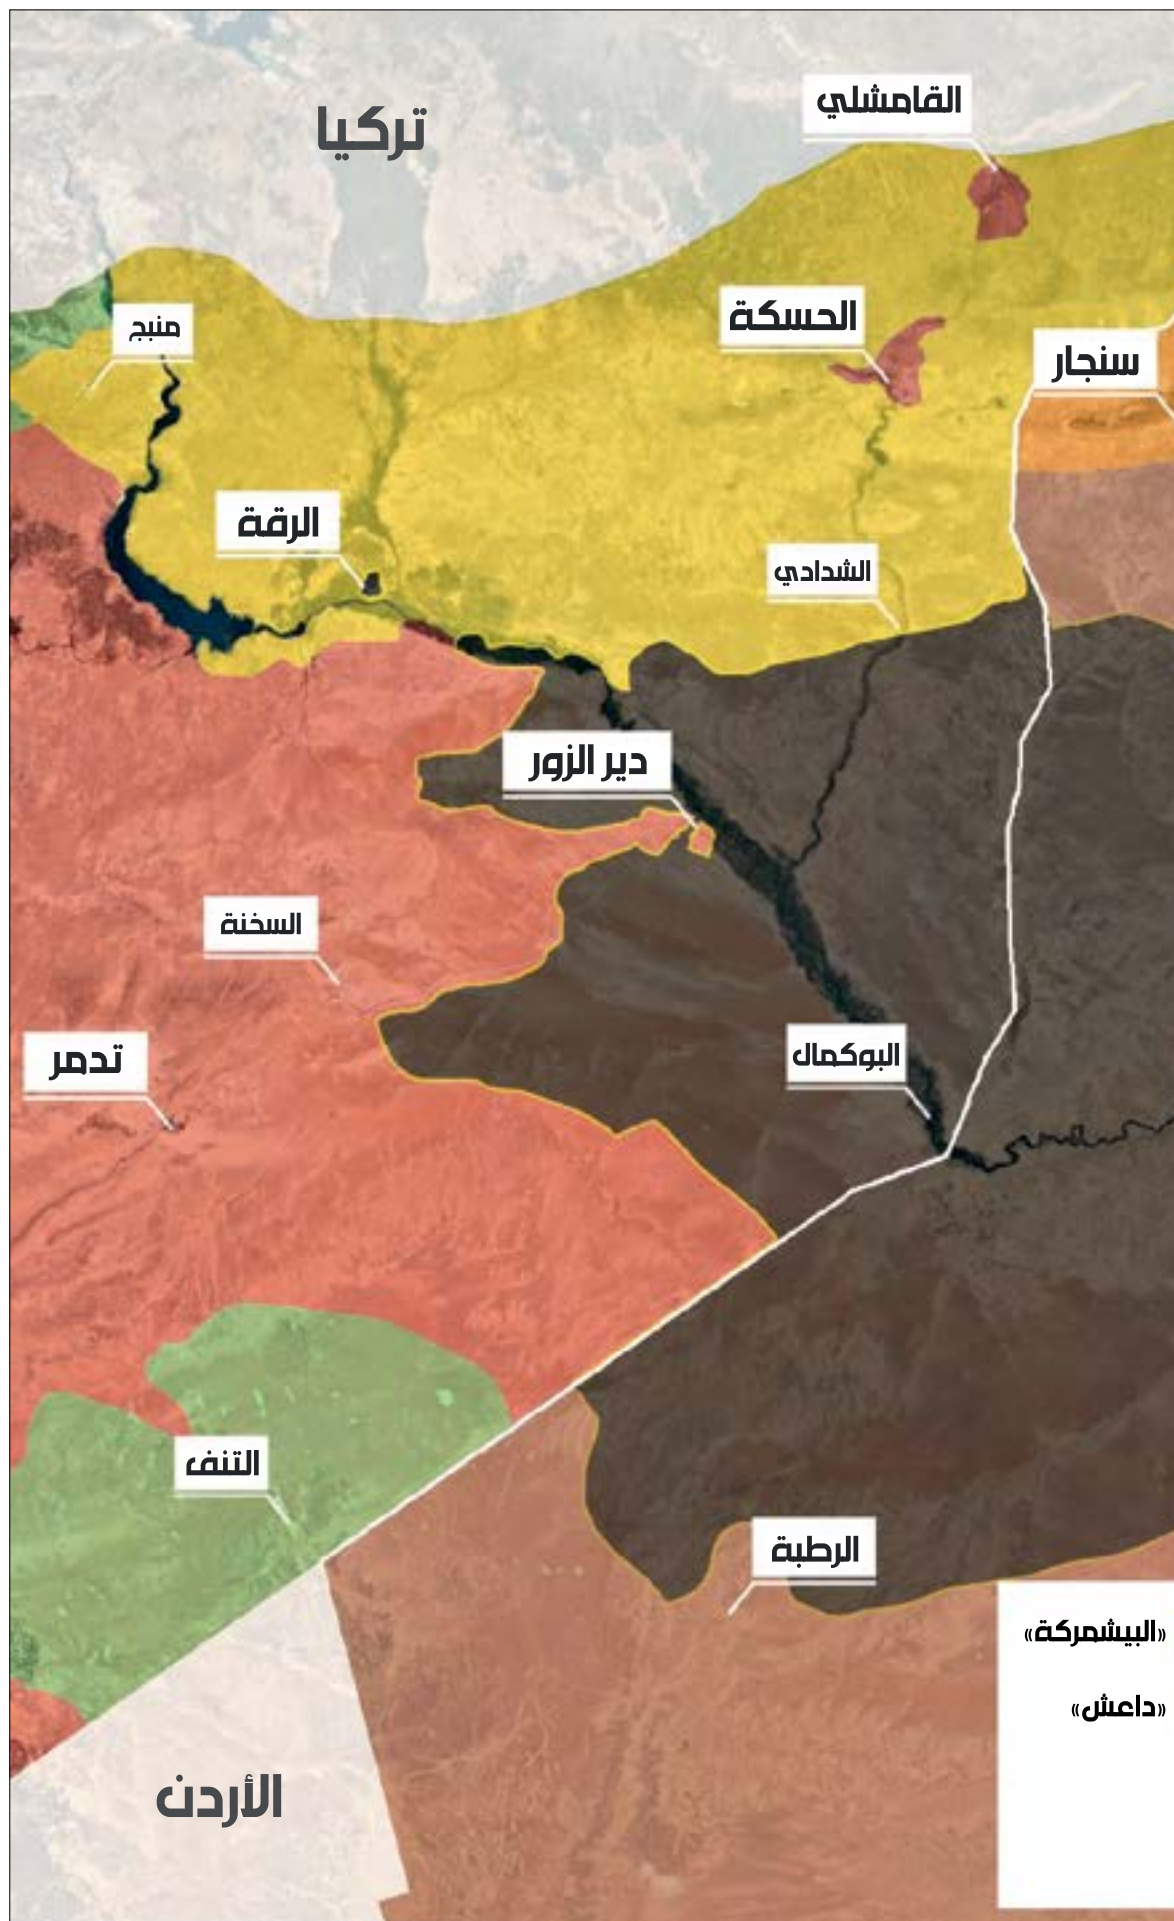 القامشلي
تركيا
الحسكة
منبج
سنجار
الرقة
الشدادي
دير الزور
السخنة
البوكمال
تدمر
التنف
الرطبة
«البيشمركة»
«داعش»
الأردن